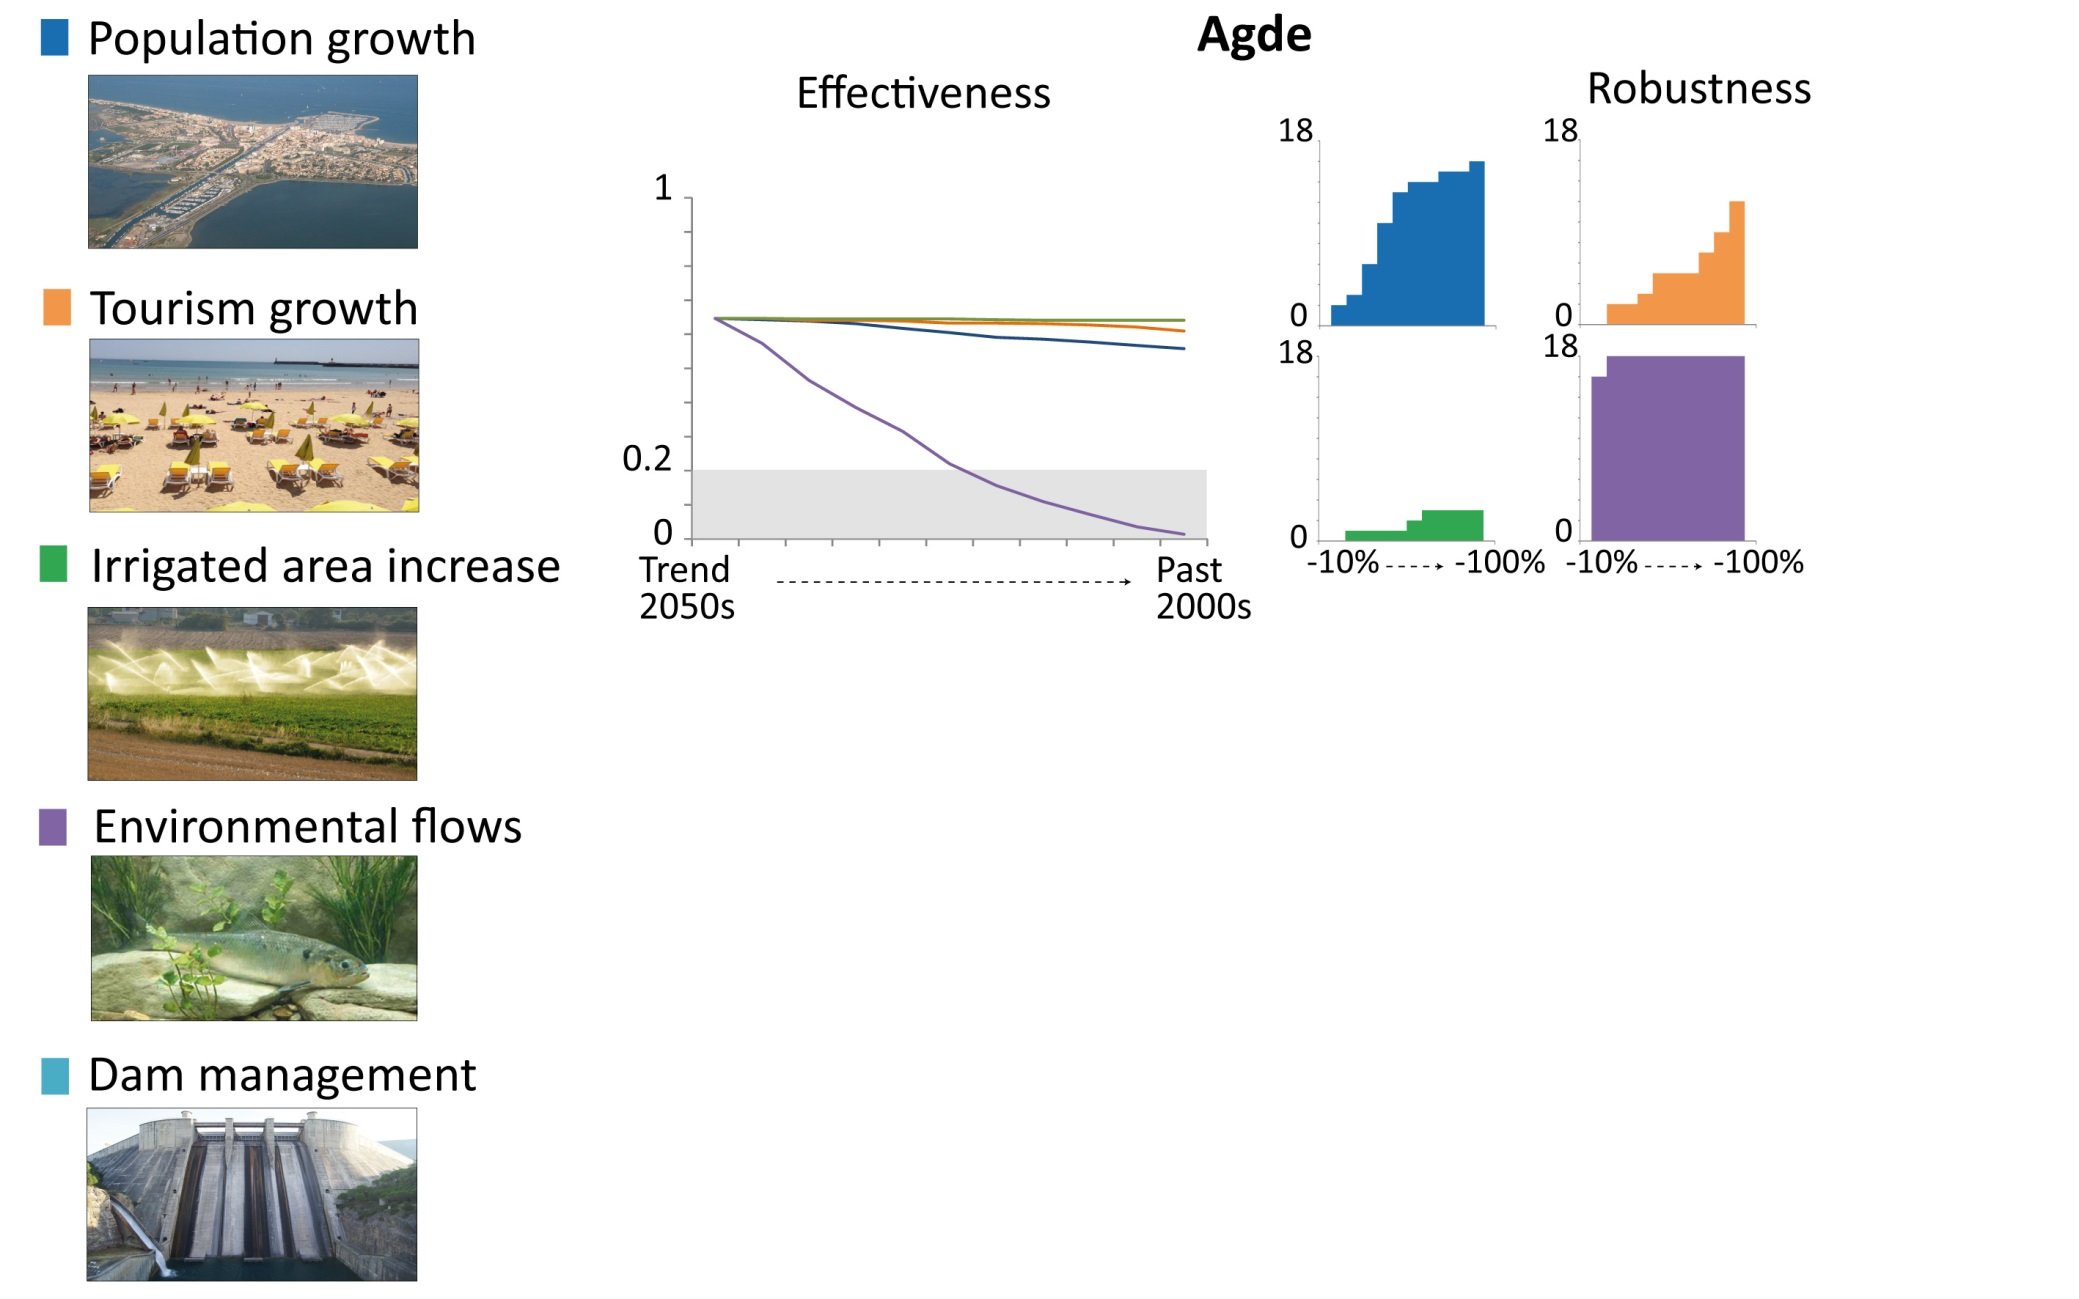 Population growth
Tourism growth
Irrigated area increase
Environmental flows
Dam management
Agde
Effectiveness
1
0.2
0
Trend
2050s
Past
2000s
Robustness
18
0
18
0
18
0
18
0
-10%
-100%
-10%
-100%